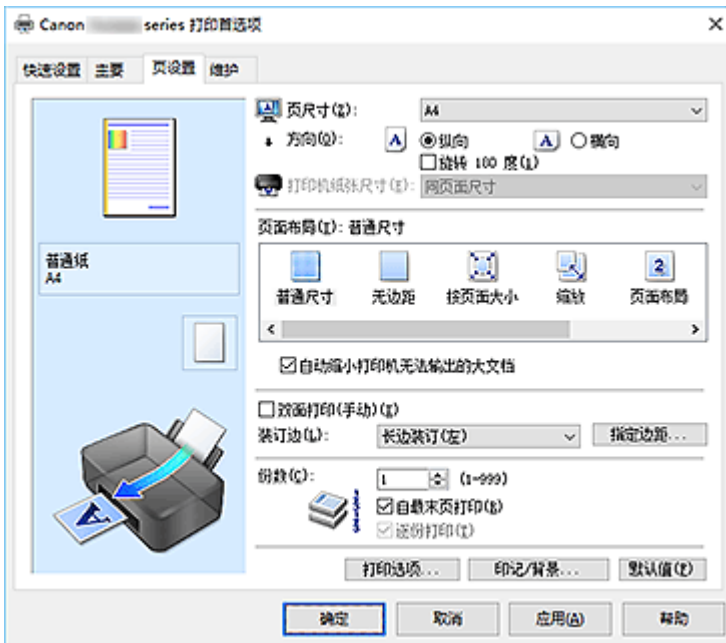 Canon series 打印首选项
快速设置 主要 页设置 维护
页尺寸(Z): A4
方向(O): A 纵向 A 横向
旋转 180 度(L)
打印机纸张尺寸(E): 同页面尺寸
页面布局(I): 普通尺寸
普通尺寸 无边距 按页面大小 缩放 页面布局
自动缩小打印机无法输出的大文档
双面打印(手动)(X)
装订边(L): 长边装订(左) 指定边距...
份数(C): 1 (1-999)
自最末页打印(B)
逐份打印(T)
打印选项... 印记/背景... 默认值(F)
确定 取消 应用(A) 帮助
普通纸
A4
A